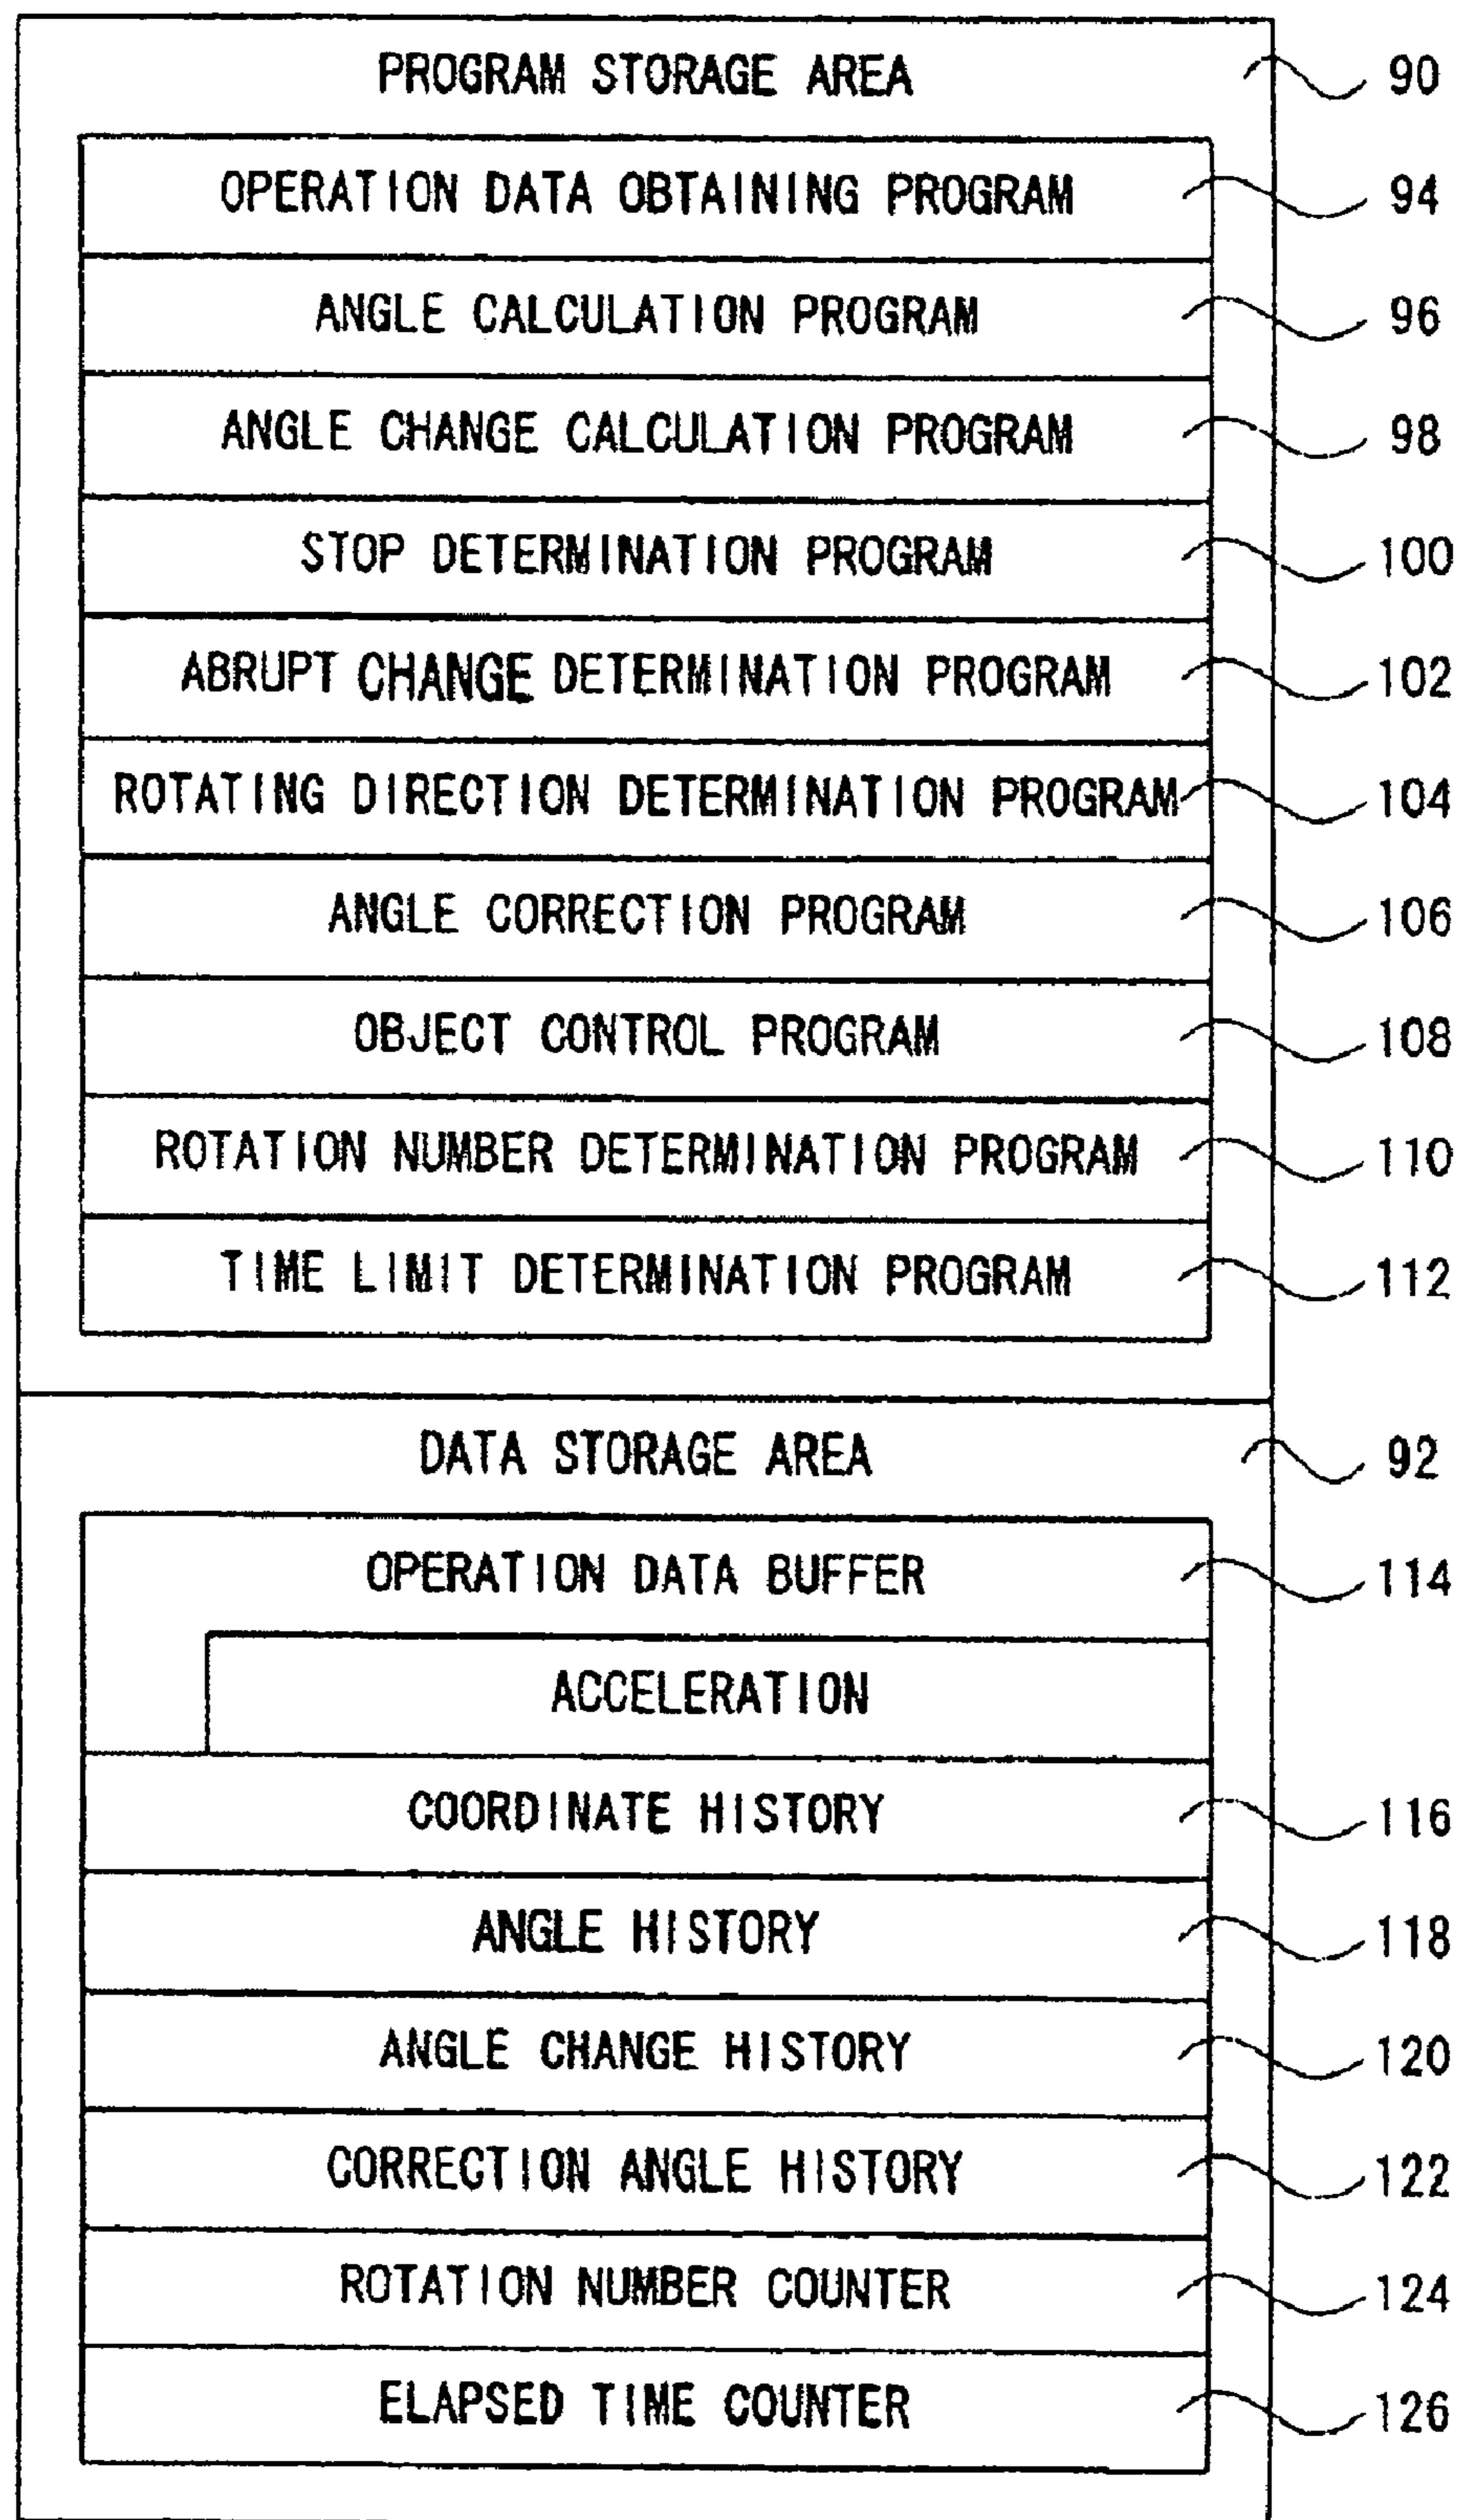 PROGRAM STORAGE AREA 90
OPERATION DATA OBTAINING PROGRAM 94
ANGLE CALCULATION PROGRAM 96
ANGLE CHANGE CALCULATION PROGRAM 98
STOP DETERMINATION PROGRAM 100
ABRUPT CHANGE DETERMINATION PROGRAM 102
ROTATING DIRECTION DETERMINATION PROGRAM 104
ANGLE CORRECTION PROGRAM 106
OBJECT CONTROL PROGRAM 108
ROTATION NUMBER DETERMINATION PROGRAM 110
TIME LIMIT DETERMINATION PROGRAM 112
DATA STORAGE AREA 92
OPERATION DATA BUFFER 114
ACCELERATION
COORDINATE HISTORY 116
ANGLE HISTORY 118
ANGLE CHANGE HISTORY 120
CORRECTION ANGLE HISTORY 122
ROTATION NUMBER COUNTER 124
ELAPSED TIME COUNTER 126